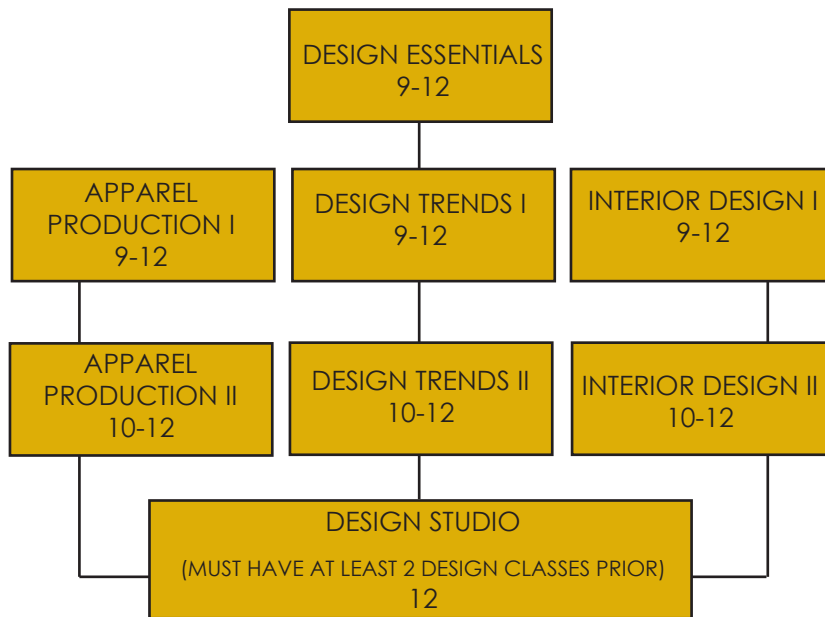 DESIGN ESSENTIALS
9-12
APPAREL
PRODUCTION I
9-12
DESIGN TRENDS I
9-12
INTERIOR DESIGN I
9-12
APPAREL
PRODUCTION II
10-12
DESIGN TRENDS II
10-12
INTERIOR DESIGN II
10-12
DESIGN STUDIO
(MUST HAVE AT LEAST 2 DESIGN CLASSES PRIOR)
12